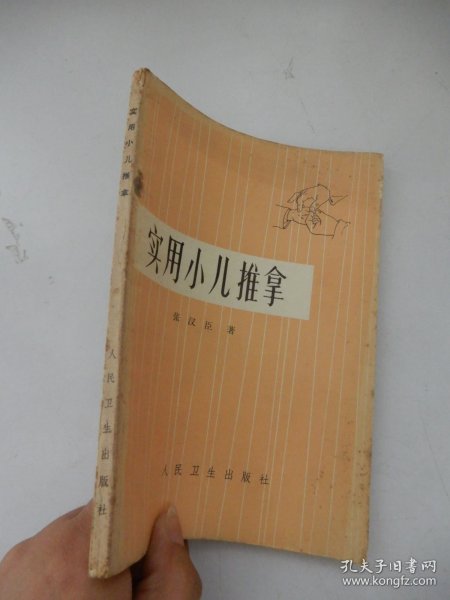 实用小儿推拿
人民卫生出版社
实用小儿推拿
张汉臣 著
人民卫生出版社
孔夫子旧书网
www.kongfz.com